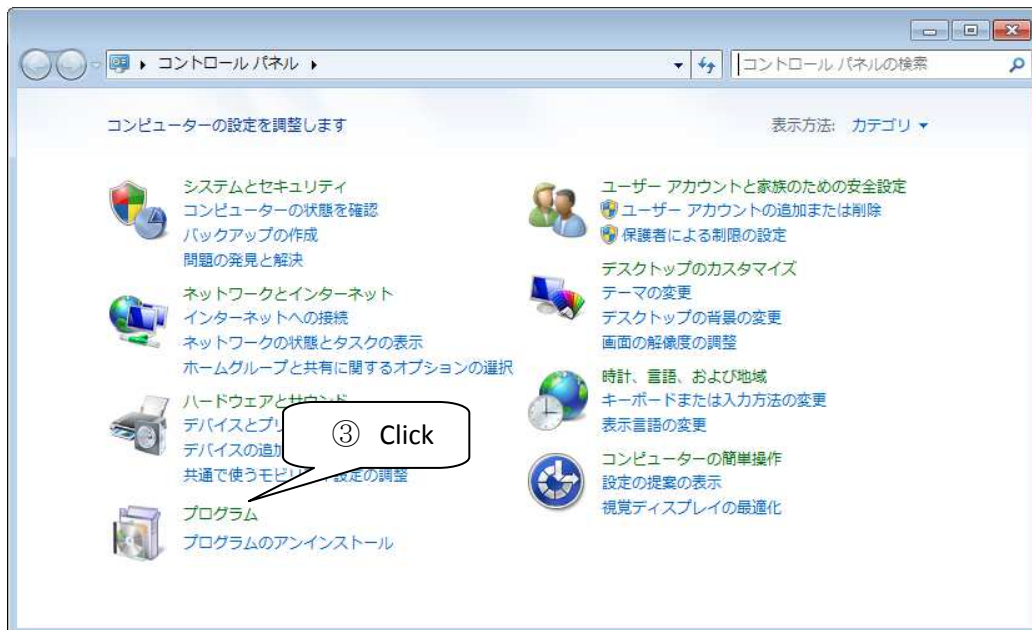 コントロール パネル
コントロール パネルの検索
コンピューターの設定を調整します
表示方法: カテゴリ
システムとセキュリティ
コンピューターの状態を確認
バックアップの作成
問題の発見と解決
ネットワークとインターネット
インターネットへの接続
ネットワークの状態とタスクの表示
ホームグループと共有に関するオプションの選択
ハードウェアとサウンド
デバイスとプリ
デバイスの追加
共通で使うモビリティ設定の調整
③ Click
プログラム
プログラムのアンインストール
ユーザー アカウントと家族のための安全設定
ユーザー アカウントの追加または削除
保護者による制限の設定
デスクトップのカスタマイズ
テーマの変更
デスクトップの背景の変更
画面の解像度の調整
時計、言語、および地域
キーボードまたは入力方法の変更
表示言語の変更
コンピューターの簡単操作
設定の提案の表示
視覚ディスプレイの最適化